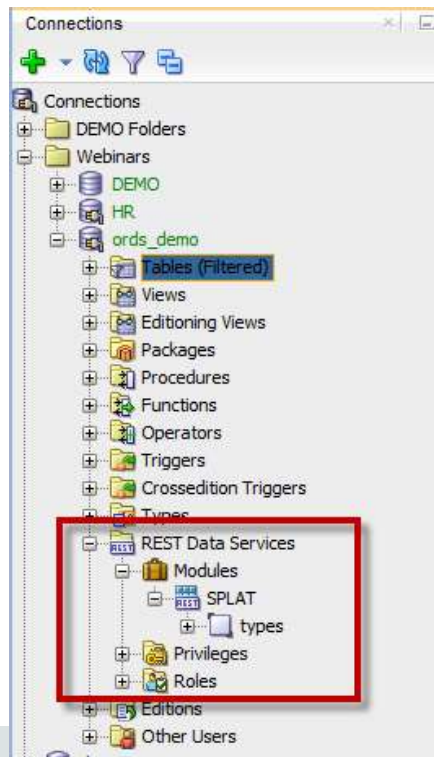 Connections
Connections
DEMO Folders
Webinars
DEMO
HR
ords_demo
Tables (Filtered)
Views
Editioning Views
Packages
Procedures
Functions
Operators
Triggers
Crossedition Triggers
Types
REST Data Services
Modules
SPLAT
types
Privileges
Roles
Editions
Other Users